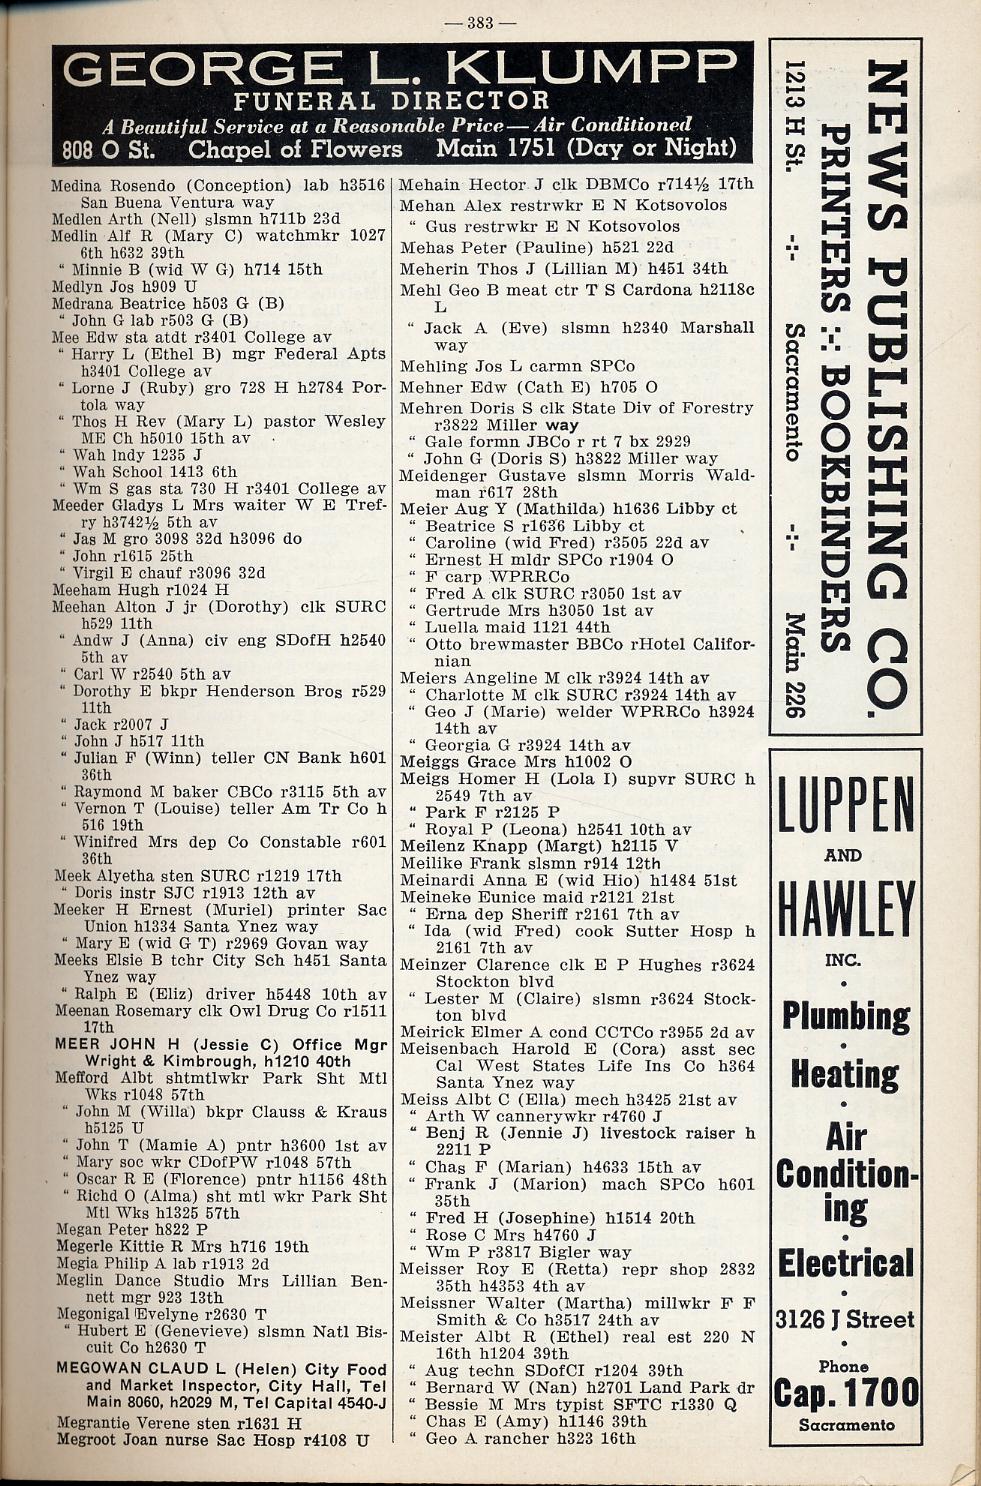 — 383 —
GEORGE L. KLUMPP
FUNERAL DIRECTOR
A Beautiful Service at a Reasonable Price — Air Conditioned
808 O St. Chapel of Flowers Main 1751 (Day or Night)
Medina Rosendo (Conception) lab h3516
San Buena Ventura way
Medlen Arth (Nell) slsmn h711b 23d
Medlin Alf R (Mary C) watchmkr 1027
6th h632 39th
" Minnie B (wid W G) h714 15th
Medlyn Jos h909 U
Medrana Beatrice h503 G (B)
" John G lab r503 G (B)
Mee Edw sta atdt r3401 College av
" Harry L (Ethel B) mgr Federal Apts
h3401 College av
" Lorne J (Ruby) gro 728 H h2784 Por-
tola way
" Thos H Rev (Mary L) pastor Wesley
ME Ch h5010 15th av
" Wah lndy 1235 J
" Wah School 1413 6th
" Wm S gas sta 730 H r3401 College av
Meeder Gladys L Mrs waiter W E Tref-
ry h3742½ 5th av
" Jas M gro 3098 32d h3096 do
" John r1615 25th
" Virgil E chauf r3096 32d
Meeham Hugh r1024 H
Meehan Alton J jr (Dorothy) clk SURC
h529 11th
" Andw J (Anna) civ eng SDofH h2540
5th av
" Carl W r2540 5th av
" Dorothy E bkpr Henderson Bros r529
11th
" Jack r2007 J
" John J h517 11th
" Julian F (Winn) teller CN Bank h601
36th
" Raymond M baker CBCo r3115 5th av
" Vernon T (Louise) teller Am Tr Co h
516 19th
" Winifred Mrs dep Co Constable r601
36th
Meek Alyetha sten SURC r1219 17th
" Doris instr SJC r1913 12th av
Meeker H Ernest (Muriel) printer Sac
Union h1334 Santa Ynez way
" Mary E (wid G T) r2969 Govan way
Meeks Elsie B tchr City Sch h451 Santa
Ynez way
" Ralph E (Eliz) driver h5448 10th av
Meenan Rosemary clk Owl Drug Co r1511
17th
MEER JOHN H (Jessie C) Office Mgr
Wright & Kimbrough, h1210 40th
Mefford Albt shtmtlwkr Park Sht Mtl
Wks r1048 57th
" John M (Willa) bkpr Clauss & Kraus
h5125 U
" John T (Mamie A) pntr h3600 1st av
" Mary soc wkr CDofPW r1048 57th
" Oscar R E (Florence) pntr h1156 48th
" Richd O (Alma) sht mtl wkr Park Sht
Mtl Wks h1325 57th
Megan Peter h822 P
Megerle Kittie R Mrs h716 19th
Megia Philip A lab r1913 2d
Meglin Dance Studio Mrs Lillian Ben-
nett mgr 923 13th
Megonigal Evelyne r2630 T
" Hubert E (Genevieve) slsmn Natl Bis-
cuit Co h2630 T
MEGOWAN CLAUD L (Helen) City Food
and Market Inspector, City Hall, Tel
Main 8060, h2029 M, Tel Capital 4540-J
Megrantie Verene sten r1631 H
Megroot Joan nurse Sac Hosp r4108 U
Mehain Hector J clk DBMCo r714½ 17th
Mehan Alex restrwkr E N Kotsovolos
" Gus restrwkr E N Kotsovolos
Mehas Peter (Pauline) h521 22d
Meherin Thos J (Lillian M) h451 34th
Mehl Geo B meat ctr T S Cardona h2118c
L
" Jack A (Eve) slsmn h2340 Marshall
way
Mehling Jos L carmn SPCo
Mehner Edw (Cath E) h705 O
Mehren Doris S clk State Div of Forestry
r3822 Miller way
" Gale formn JBCo r rt 7 bx 2929
" John G (Doris S) h3822 Miller way
Meidenger Gustave slsmn Morris Wald-
man r617 28th
Meier Aug Y (Mathilda) h1636 Libby ct
" Beatrice S r1636 Libby ct
" Caroline (wid Fred) r3505 22d av
" Ernest H mldr SPCo r1904 O
" F carp WPRRCo
" Fred A clk SURC r3050 1st av
" Gertrude Mrs h3050 1st av
" Luella maid 1121 44th
" Otto brewmaster BBCo rHotel Califor-
nian
Meiers Angeline M clk r3924 14th av
" Charlotte M clk SURC r3924 14th av
" Geo J (Marie) welder WPRRCo h3924
14th av
" Georgia G r3924 14th av
Meiggs Grace Mrs h1002 O
Meigs Homer H (Lola I) supvr SURC h
2549 7th av
" Park F r2125 P
" Royal P (Leona) h2541 10th av
Meilenz Knapp (Margt) h2115 V
Meilike Frank slsmn r914 12th
Meinardi Anna E (wid Hio) h1484 51st
Meineke Eunice maid r2121 21st
" Erna dep Sheriff r2161 7th av
" Ida (wid Fred) cook Sutter Hosp h
2161 7th av
Meinzer Clarence clk E P Hughes r3624
Stockton blvd
" Lester M (Claire) slsmn r3624 Stock-
ton blvd
Meirick Elmer A cond CCTCo r3955 2d av
Meisenbach Harold E (Cora) asst sec
Cal West States Life Ins Co h364
Santa Ynez way
Meiss Albt C (Ella) mech h3425 21st av
" Arth W cannerywkr r4760 J
" Benj R (Jennie J) livestock raiser h
2211 P
" Chas F (Marian) h4633 15th av
" Frank J (Marion) mach SPCo h601
35th
" Fred H (Josephine) h1514 20th
" Rose C Mrs h4760 J
" Wm P r3817 Bigler way
Meisser Roy E (Retta) repr shop 2832
35th h4353 4th av
Meissner Walter (Martha) millwkr F F
Smith & Co h3517 24th av
Meister Albt R (Ethel) real est 220 N
16th h1204 39th
" Aug techn SDofCI r1204 39th
" Bernard W (Nan) h2701 Land Park dr
" Bessie M Mrs typist SFTC r1330 Q
" Chas E (Amy) h1146 39th
" Geo A rancher h323 16th
NEWS PUBLISHING CO.
PRINTERS -:- BOOKBINDERS
1213 H St. -:- Sacramento -:- Main 226
LUPPEN
AND
HAWLEY
INC.
•
Plumbing
•
Heating
•
Air
Condition-
ing
•
Electrical
•
3126 J Street
•
Phone
Cap. 1700
Sacramento